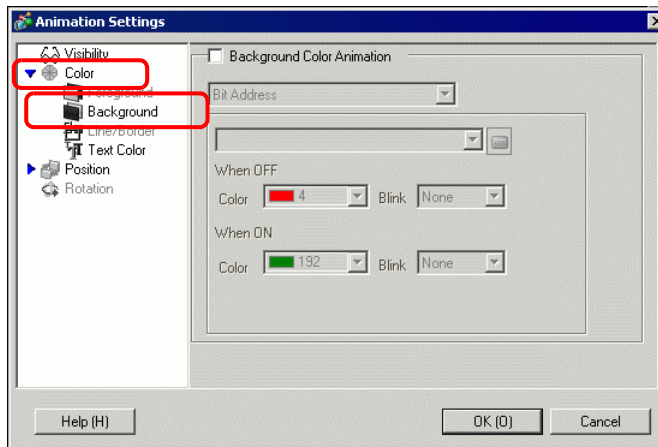 Animation Settings
Visibility
Color
Foreground
Background
Line/Border
Text Color
Position
Rotation
Background Color Animation
Bit Address
When OFF
Color 4 Blink None
When ON
Color 192 Blink None
Help (H)
OK (O)
Cancel